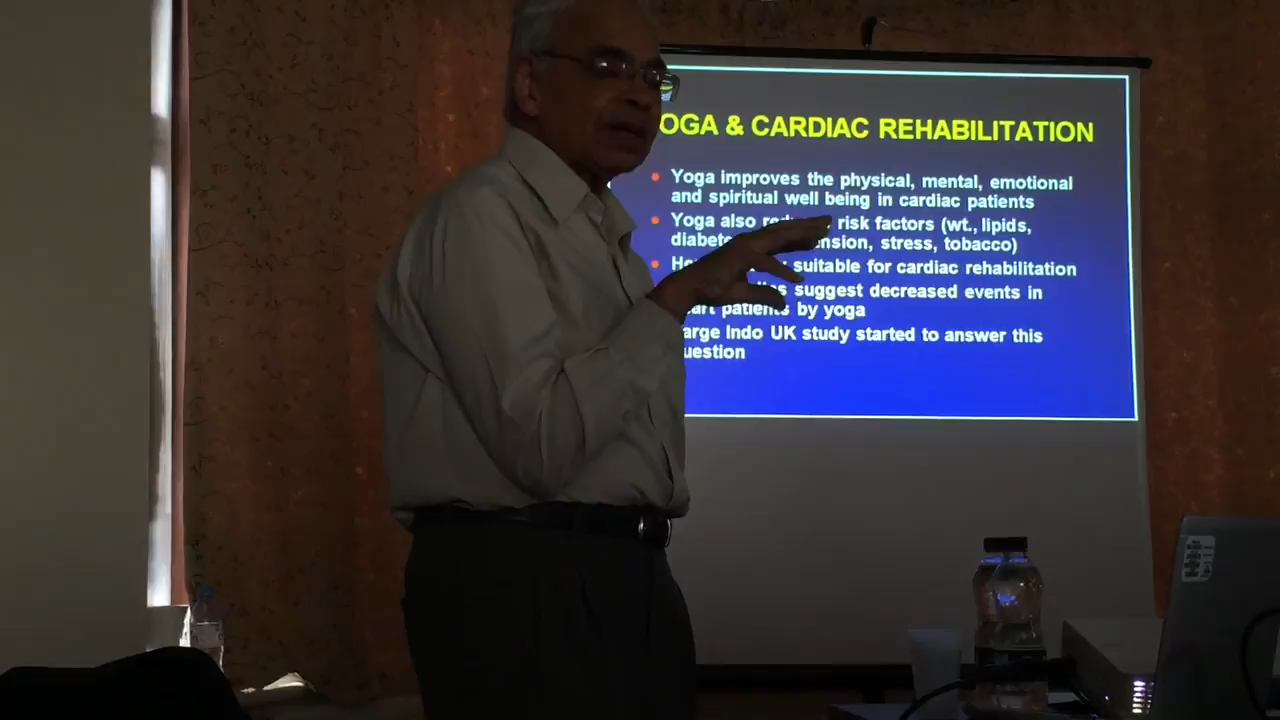 OGA & CARDIAC REHABILITATION
Yoga improves the physical, mental, emotional
and spiritual well being in cardiac patients
Yoga also risk factors (wt., lipids,
stress, tobacco)
suitable for cardiac rehabilitation
suggest decreased events in
patients by yoga
arge Indo UK study started to answer this
uestion